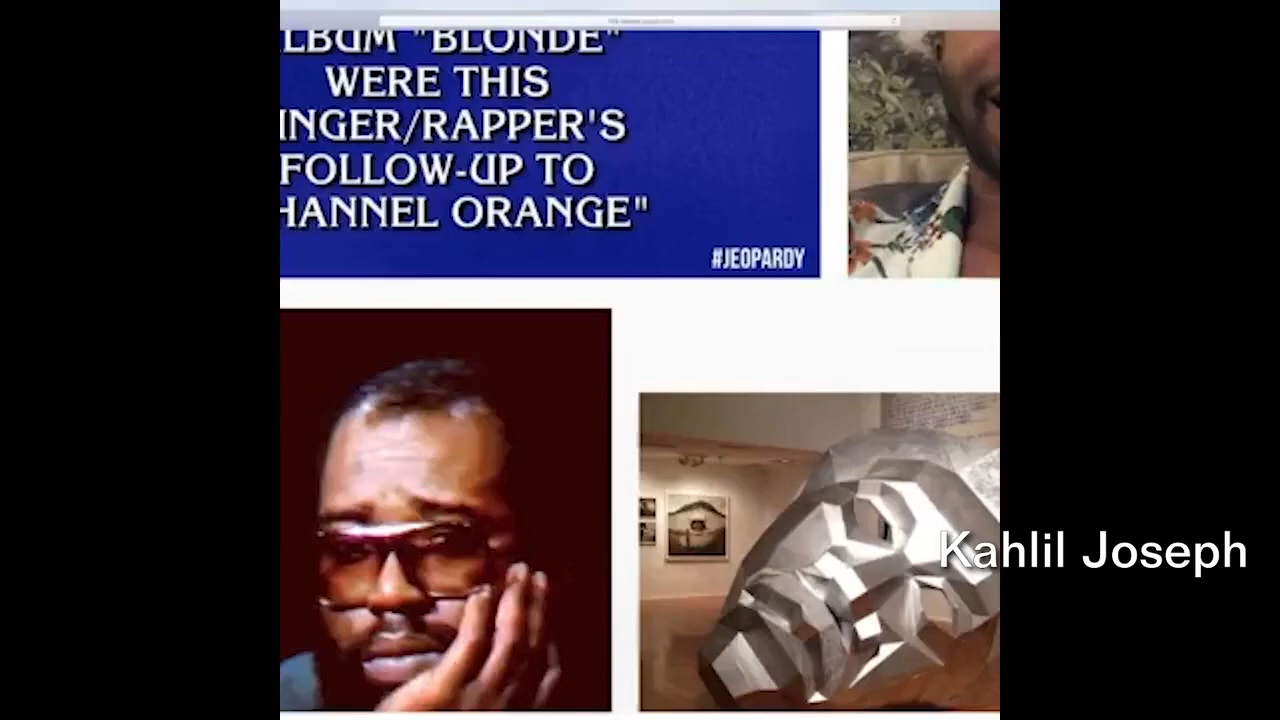 LBUM "BLONDE"
WERE THIS
INGER/RAPPER'S
FOLLOW-UP TO
HANNEL ORANGE"
#JEOPARDY
Kahlil Joseph